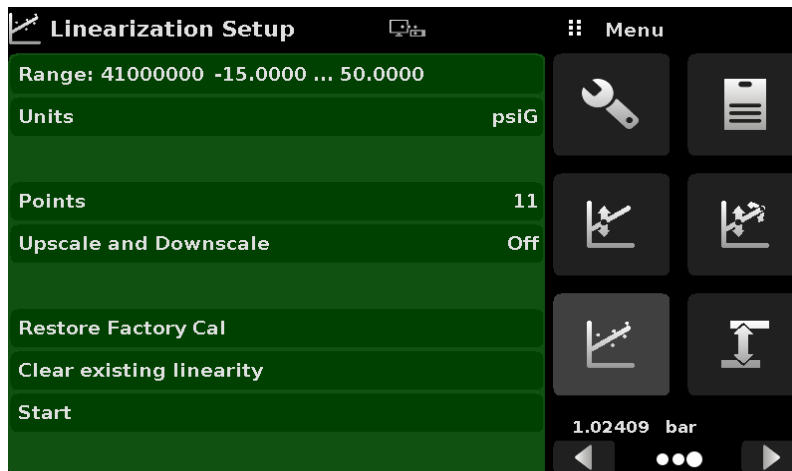 Linearization Setup
Menu
Range: 41000000 -15.0000 ... 50.0000
Units psiG
Points 11
Upscale and Downscale Off
Restore Factory Cal
Clear existing linearity
Start
1.02409 bar